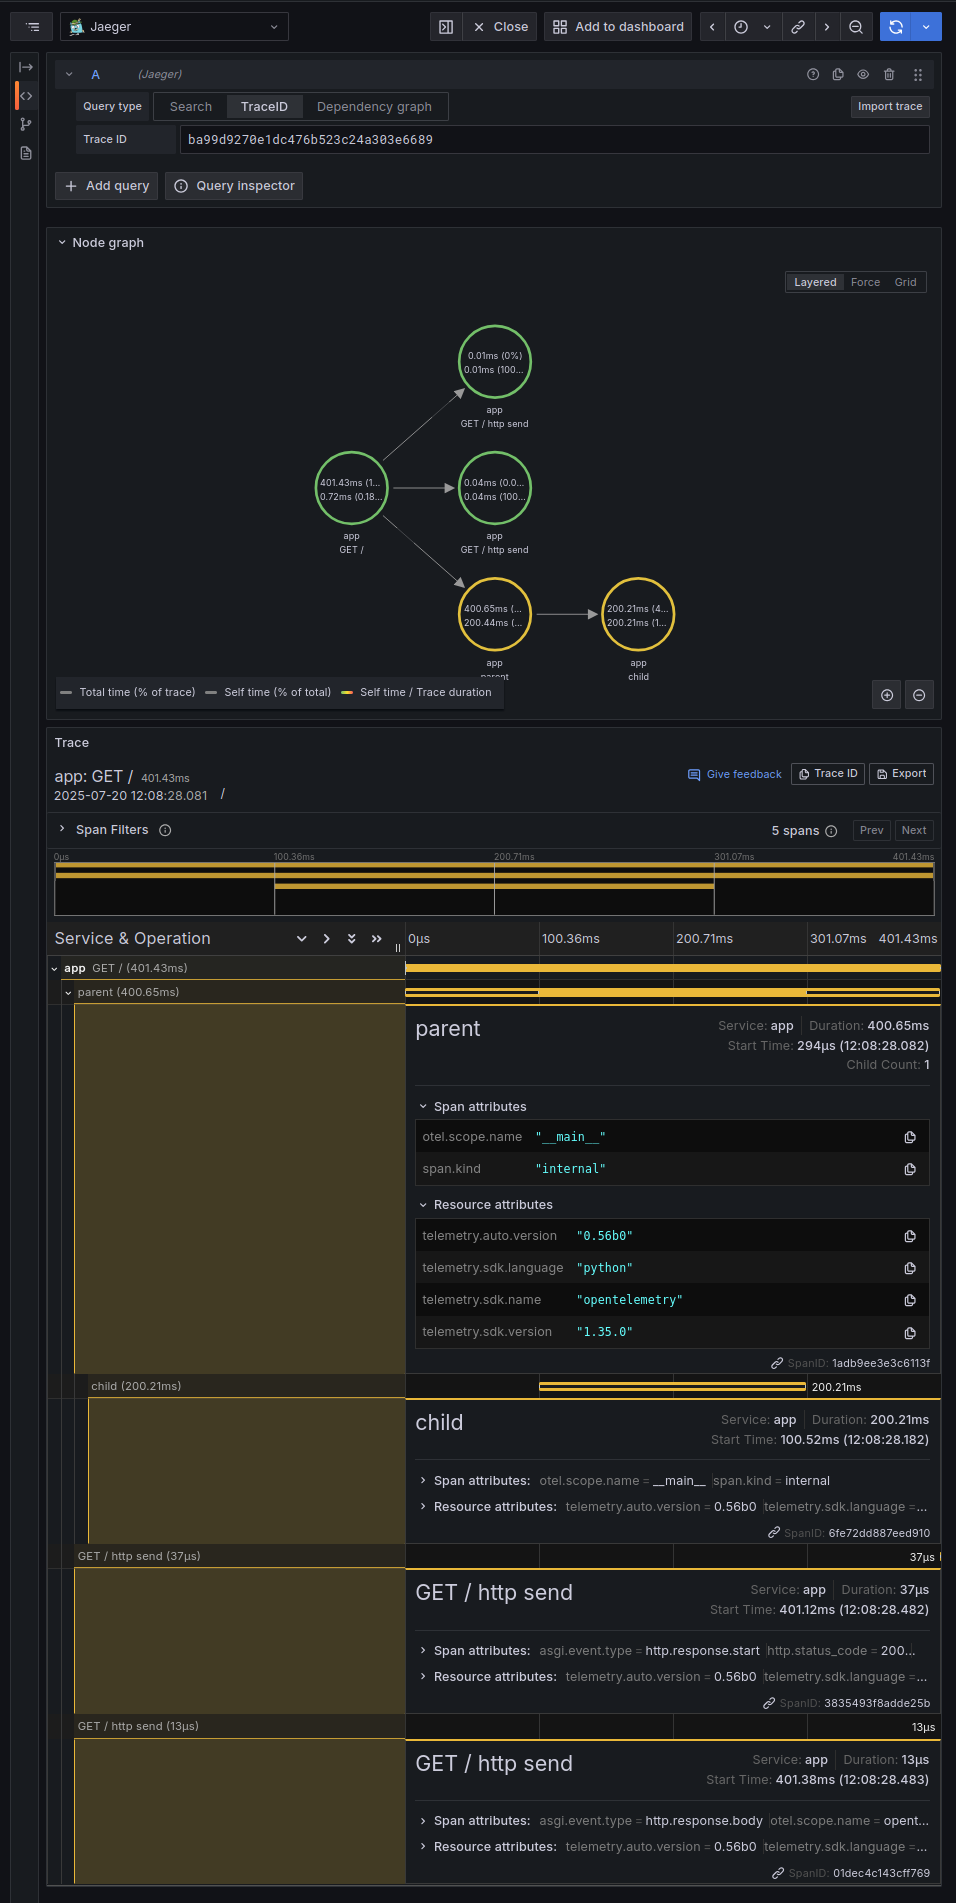 Jaeger
Close
Add to dashboard
A (Jaeger)
Query type Search TraceID Dependency graph Import trace
Trace ID ba99d9270e1dc476b523c24a303e6689
Add query Query inspector
Node graph
Layered Force Grid
0.01ms (0%)
0.01ms (100...
app
GET / http send
401.43ms (1...
0.72ms (0.18...
app
GET /
0.04ms (0.0...
0.04ms (100...
app
GET / http send
400.65ms (...
200.44ms (...
app
parent
200.21ms (4...
200.21ms (1...
app
child
Total time (% of trace) Self time (% of total) Self time / Trace duration
Trace
app: GET / 401.43ms
Give feedback Trace ID Export
2025-07-20 12:08:28.081 /
Span Filters 5 spans Prev Next
0μs 100.36ms 200.71ms 301.07ms 401.43ms
Service & Operation 0μs 100.36ms 200.71ms 301.07ms 401.43ms
app GET / (401.43ms)
parent (400.65ms)
parent Service: app Duration: 400.65ms
Start Time: 294μs (12:08:28.082)
Child Count: 1
Span attributes
otel.scope.name "__main__"
span.kind "internal"
Resource attributes
telemetry.auto.version "0.56b0"
telemetry.sdk.language "python"
telemetry.sdk.name "opentelemetry"
telemetry.sdk.version "1.35.0"
SpanID: 1adb9ee3e3c6113f
child (200.21ms) 200.21ms
child Service: app Duration: 200.21ms
Start Time: 100.52ms (12:08:28.182)
Span attributes: otel.scope.name = __main__ span.kind = internal
Resource attributes: telemetry.auto.version = 0.56b0 telemetry.sdk.language =...
SpanID: 6fe72dd887eed910
GET / http send (37μs) 37μs
GET / http send Service: app Duration: 37μs
Start Time: 401.12ms (12:08:28.482)
Span attributes: asgi.event.type = http.response.start http.status_code = 200...
Resource attributes: telemetry.auto.version = 0.56b0 telemetry.sdk.language =...
SpanID: 3835493f8adde25b
GET / http send (13μs) 13μs
GET / http send Service: app Duration: 13μs
Start Time: 401.38ms (12:08:28.483)
Span attributes: asgi.event.type = http.response.body otel.scope.name = opent...
Resource attributes: telemetry.auto.version = 0.56b0 telemetry.sdk.language =...
SpanID: 01dec4c143cff769